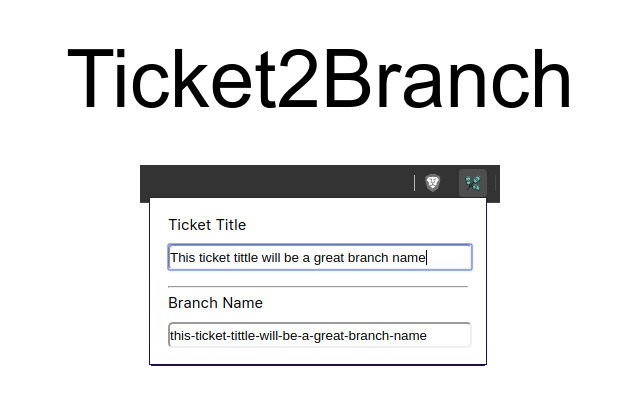 Ticket2Branch
Ticket Title
This ticket tittle will be a great branch name
Branch Name
this-ticket-tittle-will-be-a-great-branch-name